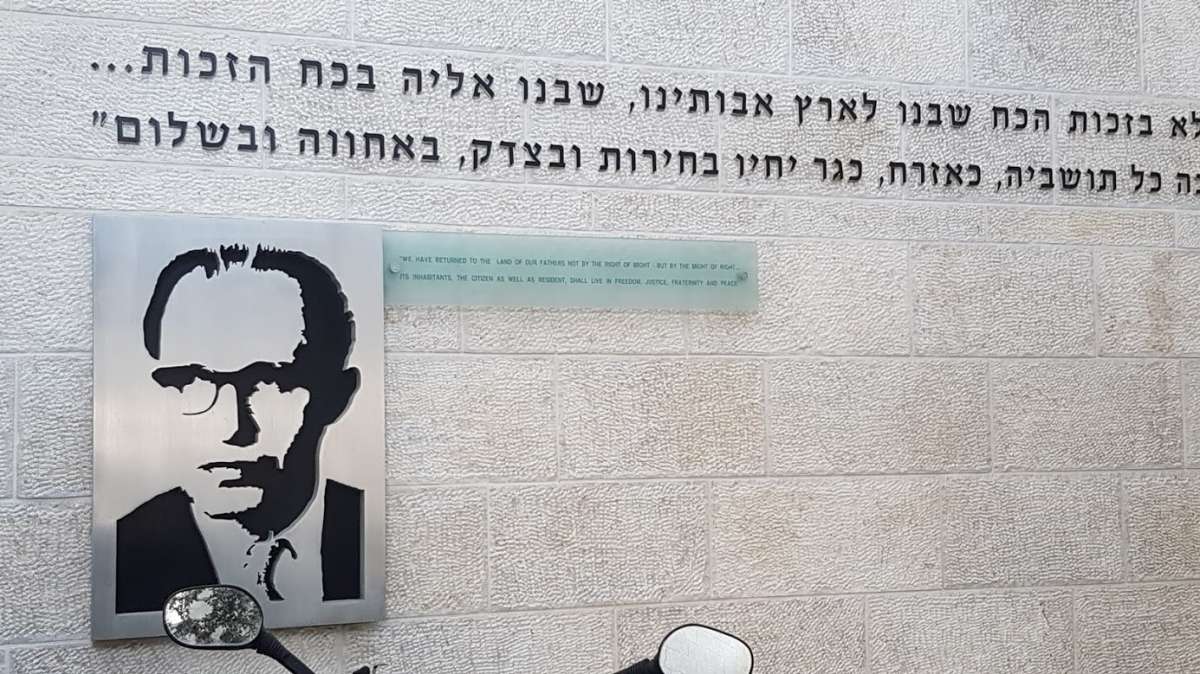 לא בזכות הכח שבנו לארץ אבותינו, שבנו אליה בכח הזכות...
בה כל תושביה, כאזרח, כגר יחיו בחירות ובצדק, באחווה ובשלום"
"WE HAVE RETURNED TO THE LAND OF OUR FATHERS NOT BY THE RIGHT OF MIGHT - BUT BY THE MIGHT OF RIGHT...
ITS INHABITANTS, THE CITIZEN AS WELL AS RESIDENT, SHALL LIVE IN FREEDOM, JUSTICE, FRATERNITY AND PEACE"